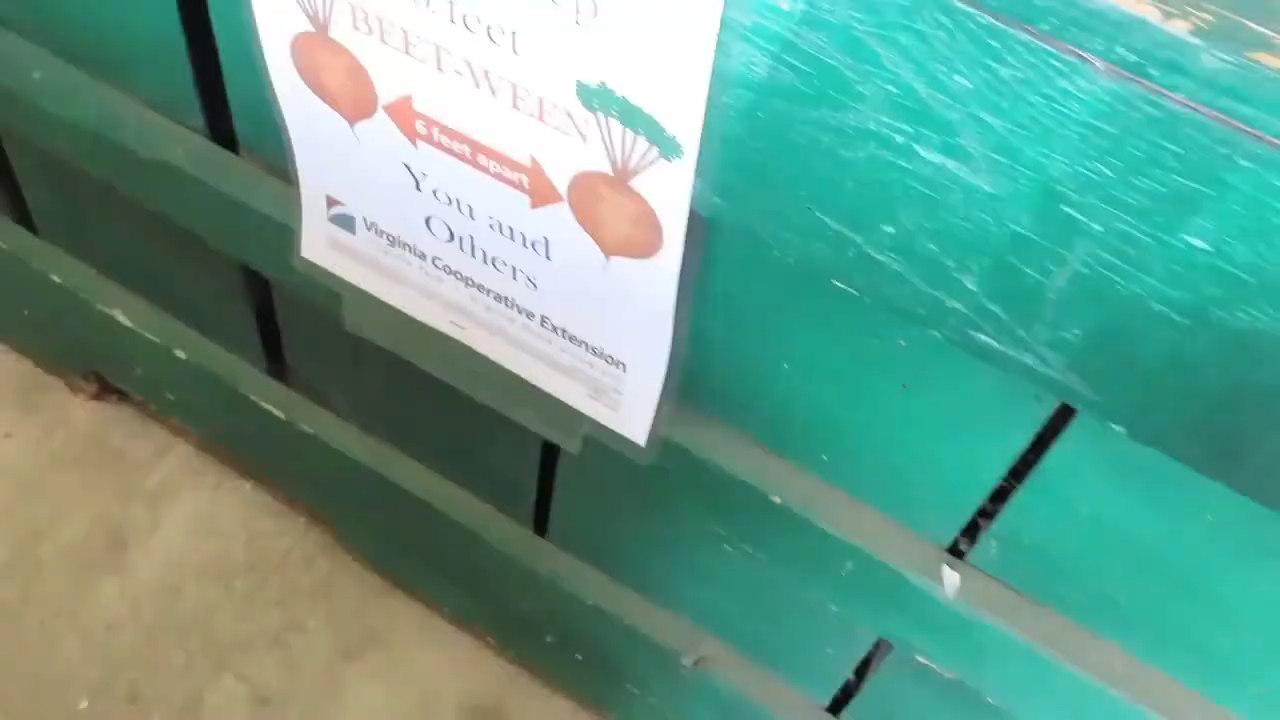 feet
BEET-WEEN
6 feet apart
You and
Others
Virginia Cooperative Extension